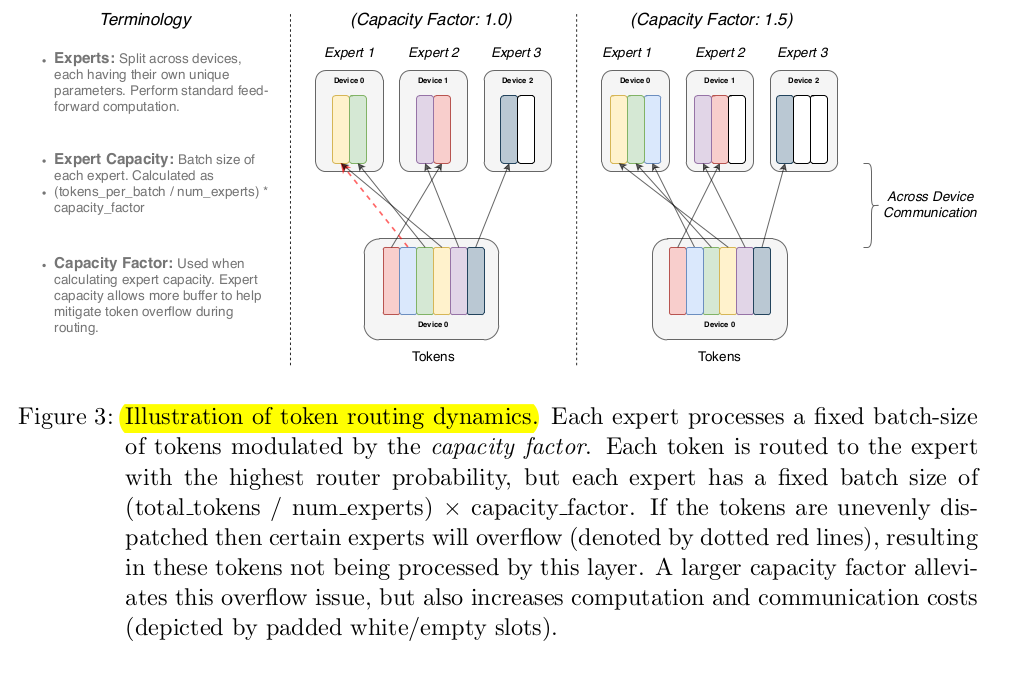 Terminology
• Experts: Split across devices,
each having their own unique
parameters. Perform standard feed-
forward computation.
• Expert Capacity: Batch size of
each expert. Calculated as
• (tokens_per_batch / num_experts) *
capacity_factor
• Capacity Factor: Used when
calculating expert capacity. Expert
capacity allows more buffer to help
mitigate token overflow during
routing.
(Capacity Factor: 1.0)
Expert 1 Expert 2 Expert 3
Device 0 Device 1 Device 2
Device 0
Tokens
(Capacity Factor: 1.5)
Expert 1 Expert 2 Expert 3
Device 0 Device 1 Device 2
Device 0
Tokens
Across Device
Communication
Figure 3: Illustration of token routing dynamics. Each expert processes a fixed batch-size
of tokens modulated by the capacity factor. Each token is routed to the expert
with the highest router probability, but each expert has a fixed batch size of
(total_tokens / num_experts) × capacity_factor. If the tokens are unevenly dis-
patched then certain experts will overflow (denoted by dotted red lines), resulting
in these tokens not being processed by this layer. A larger capacity factor allevi-
ates this overflow issue, but also increases computation and communication costs
(depicted by padded white/empty slots).